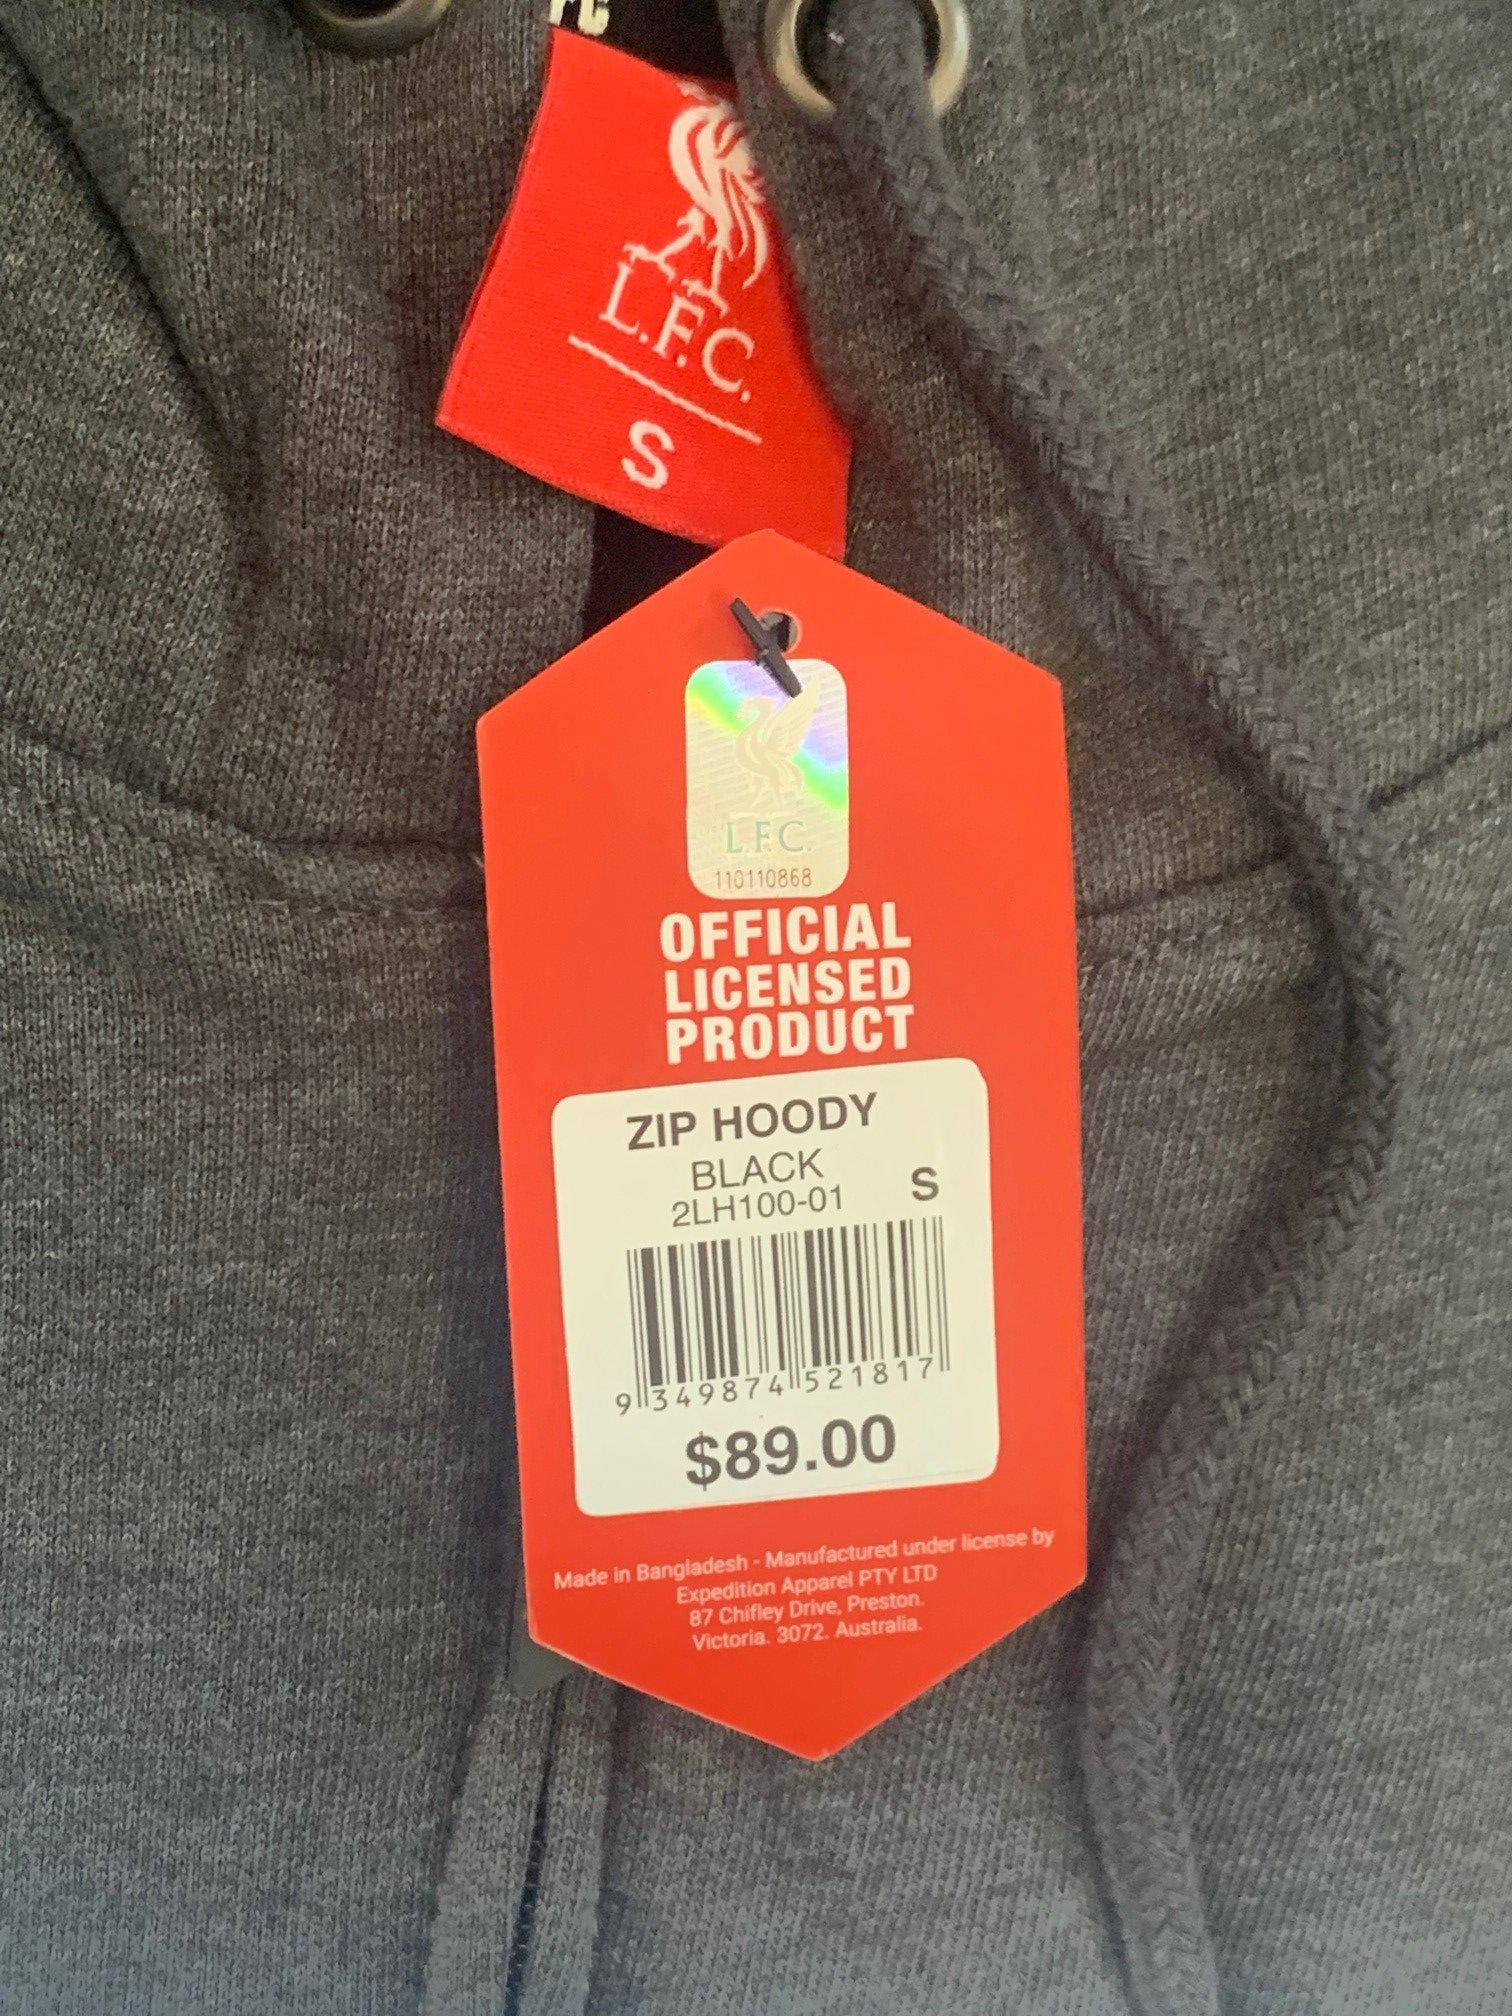 FC
L.F.C.
S
L.F.C.
110110868
OFFICIAL
LICENSED
PRODUCT
ZIP HOODY
BLACK
2LH100-01 S
9 349874 521817
$89.00
Made in Bangladesh - Manufactured under license by
Expedition Apparel PTY LTD
87 Chifley Drive, Preston.
Victoria. 3072. Australia.